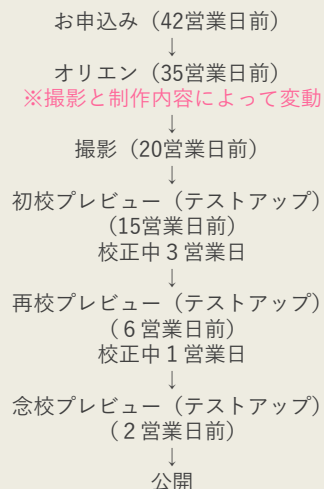 お申込み（42営業日前）
↓
オリエン（35営業日前）
※撮影と制作内容によって変動
↓
撮影（20営業日前）
↓
初校プレビュー（テストアップ）
（15営業日前）
校正中３営業日
↓
再校プレビュー（テストアップ）
（６営業日前）
校正中１営業日
↓
念校プレビュー（テストアップ）
（２営業日前）
↓
公開